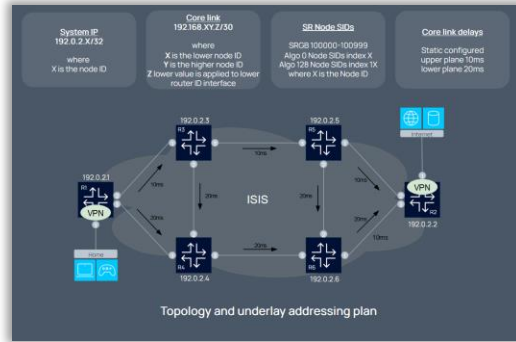 System IP
192.0.2.X/32
where
X is the node ID
Core link
192.168.XY.Z/30
where
X is the lower node ID
Y is the higher node ID
Z lower value is applied to lower
router ID interface
SR Node SIDs
SRGB 100000-100999
Algo 0 Node SIDs index X
Algo 128 Node SIDs index 1X
where X is the Node ID
Core link delays
Static configured
upper plane 10ms
lower plane 20ms
192.0.2.3
R3
192.0.2.5
R5
10ms
Internet
192.0.2.1
R1
VPN
10ms
20ms
ISIS
20ms
10ms
VPN
R2
192.0.2.2
20ms
20ms
20ms
10ms
Home
R4
192.0.2.4
R6
192.0.2.6
Topology and underlay addressing plan